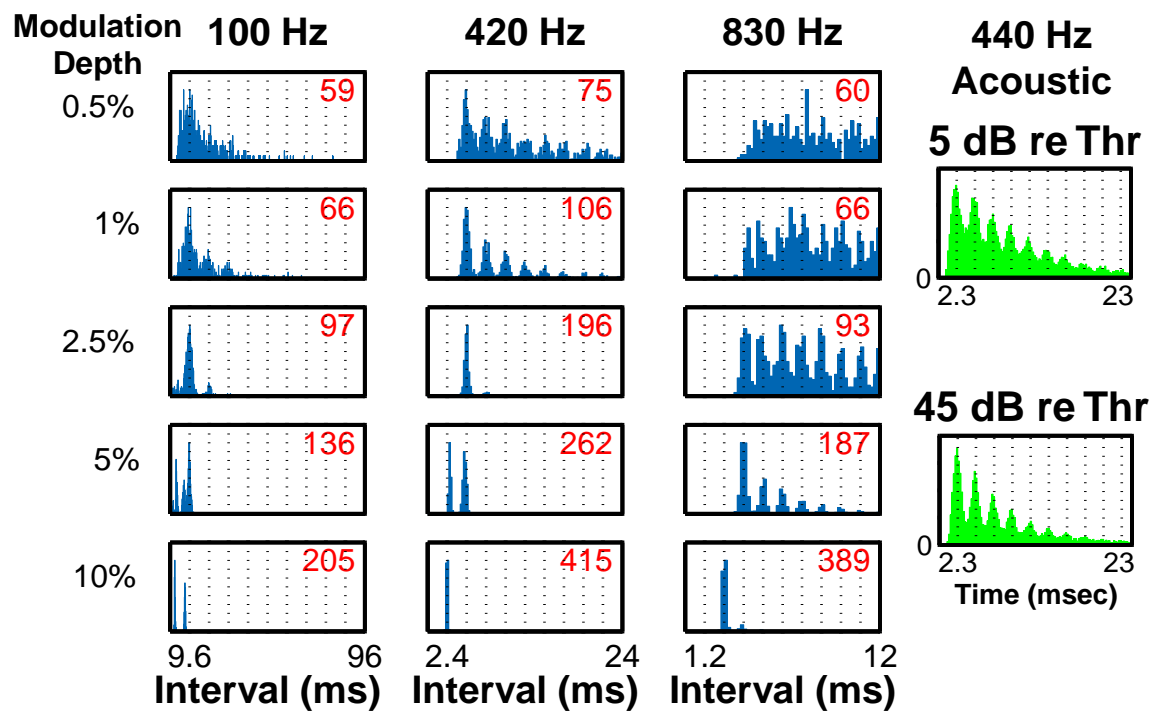 Modulation
Depth
100 Hz
420 Hz
830 Hz
440 Hz
Acoustic
0.5%
59
75
60
5 dB re Thr
1%
66
106
66
0
2.3
23
2.5%
97
196
93
45 dB re Thr
5%
136
262
187
0
2.3
23
Time (msec)
10%
205
415
389
9.6
96
2.4
24
1.2
12
Interval (ms)
Interval (ms)
Interval (ms)